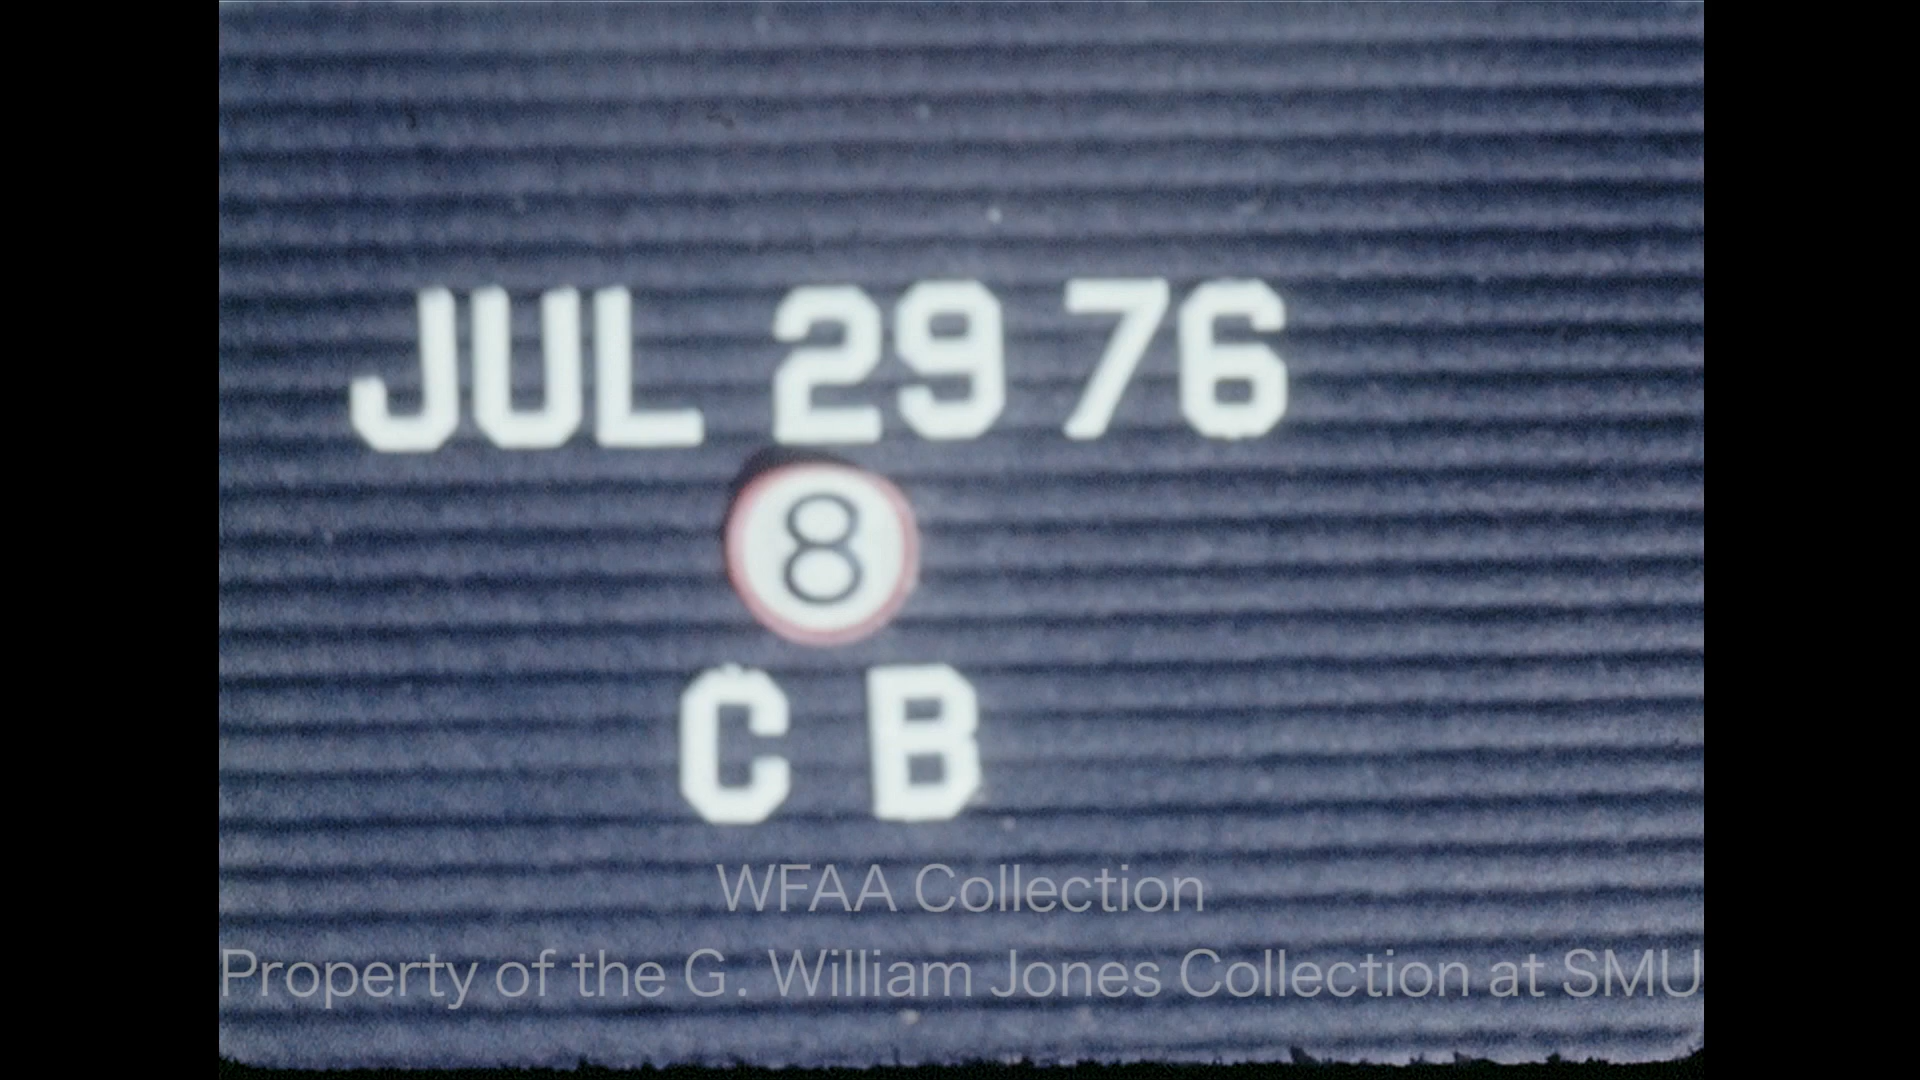 JUL 29 76
8
C B
WFAA Collection
Property of the G. William Jones Collection at SMU